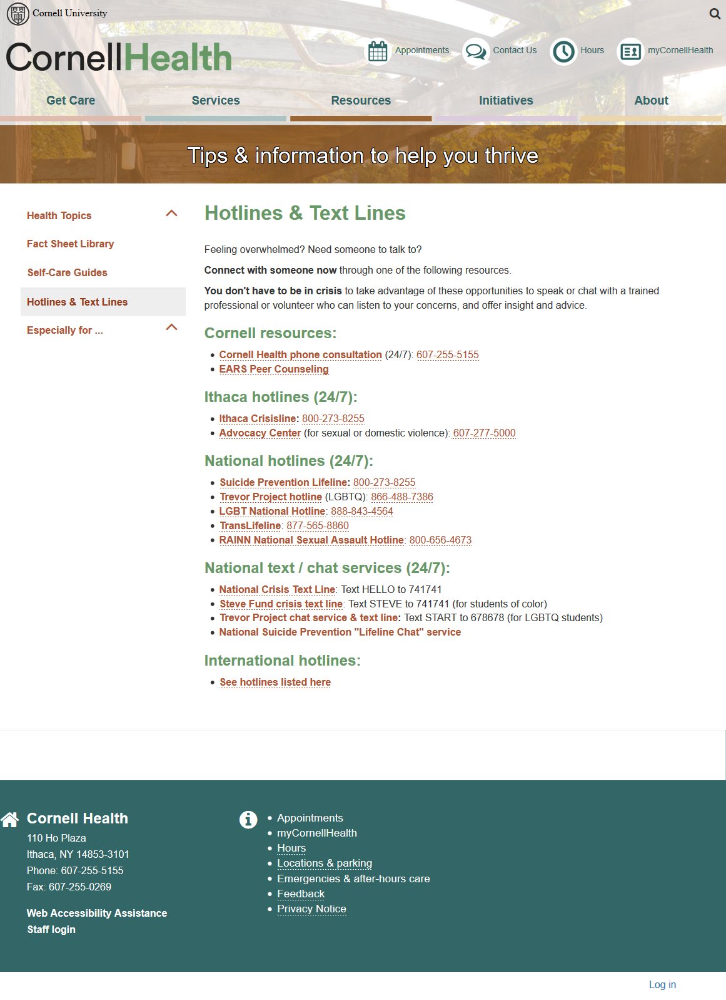 Cornell University
CornellHealth
Appointments
Contact Us
Hours
myCornellHealth
Get Care
Services
Resources
Initiatives
About
Tips & information to help you thrive
Health Topics
Fact Sheet Library
Self-Care Guides
Hotlines & Text Lines
Especially for ...
Hotlines & Text Lines
Feeling overwhelmed? Need someone to talk to?
Connect with someone now through one of the following resources.
You don't have to be in crisis to take advantage of these opportunities to speak or chat with a trained
professional or volunteer who can listen to your concerns, and offer insight and advice.
Cornell resources:
• Cornell Health phone consultation (24/7): 607-255-5155
• EARS Peer Counseling
Ithaca hotlines (24/7):
• Ithaca Crisisline: 800-273-8255
• Advocacy Center (for sexual or domestic violence): 607-277-5000
National hotlines (24/7):
• Suicide Prevention Lifeline: 800-273-8255
• Trevor Project hotline (LGBTQ): 866-488-7386
• LGBT National Hotline: 888-843-4564
• TransLifeline: 877-565-8860
• RAINN National Sexual Assault Hotline: 800-656-4673
National text / chat services (24/7):
• National Crisis Text Line: Text HELLO to 741741
• Steve Fund crisis text line: Text STEVE to 741741 (for students of color)
• Trevor Project chat service & text line: Text START to 678678 (for LGBTQ students)
• National Suicide Prevention "Lifeline Chat" service
International hotlines:
• See hotlines listed here
Cornell Health
110 Ho Plaza
Ithaca, NY 14853-3101
Phone: 607-255-5155
Fax: 607-255-0269
Web Accessibility Assistance
Staff login
• Appointments
• myCornellHealth
• Hours
• Locations & parking
• Emergencies & after-hours care
• Feedback
• Privacy Notice
Log in